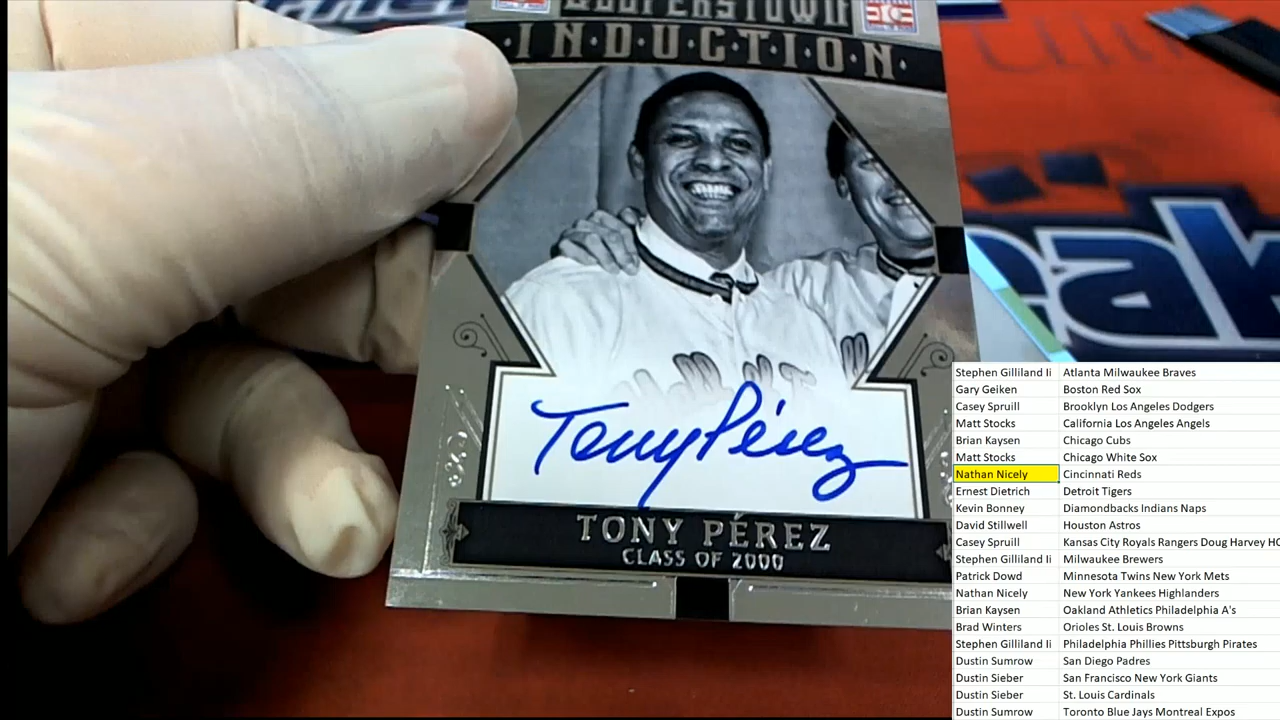 COOPERSTOWN
·I·N·D·U·C·T·I·O·N·
Tony Pérez
TONY PÉREZ
CLASS OF 2000
eak
Stephen Gilliland Ii Atlanta Milwaukee Braves
Gary Geiken Boston Red Sox
Casey Spruill Brooklyn Los Angeles Dodgers
Matt Stocks California Los Angeles Angels
Brian Kaysen Chicago Cubs
Matt Stocks Chicago White Sox
Nathan Nicely Cincinnati Reds
Ernest Dietrich Detroit Tigers
Kevin Bonney Diamondbacks Indians Naps
David Stillwell Houston Astros
Casey Spruill Kansas City Royals Rangers Doug Harvey HO
Stephen Gilliland Ii Milwaukee Brewers
Patrick Dowd Minnesota Twins New York Mets
Nathan Nicely New York Yankees Highlanders
Brian Kaysen Oakland Athletics Philadelphia A's
Brad Winters Orioles St. Louis Browns
Stephen Gilliland Ii Philadelphia Phillies Pittsburgh Pirates
Dustin Sumrow San Diego Padres
Dustin Sieber San Francisco New York Giants
Dustin Sieber St. Louis Cardinals
Dustin Sumrow Toronto Blue Jays Montreal Expos